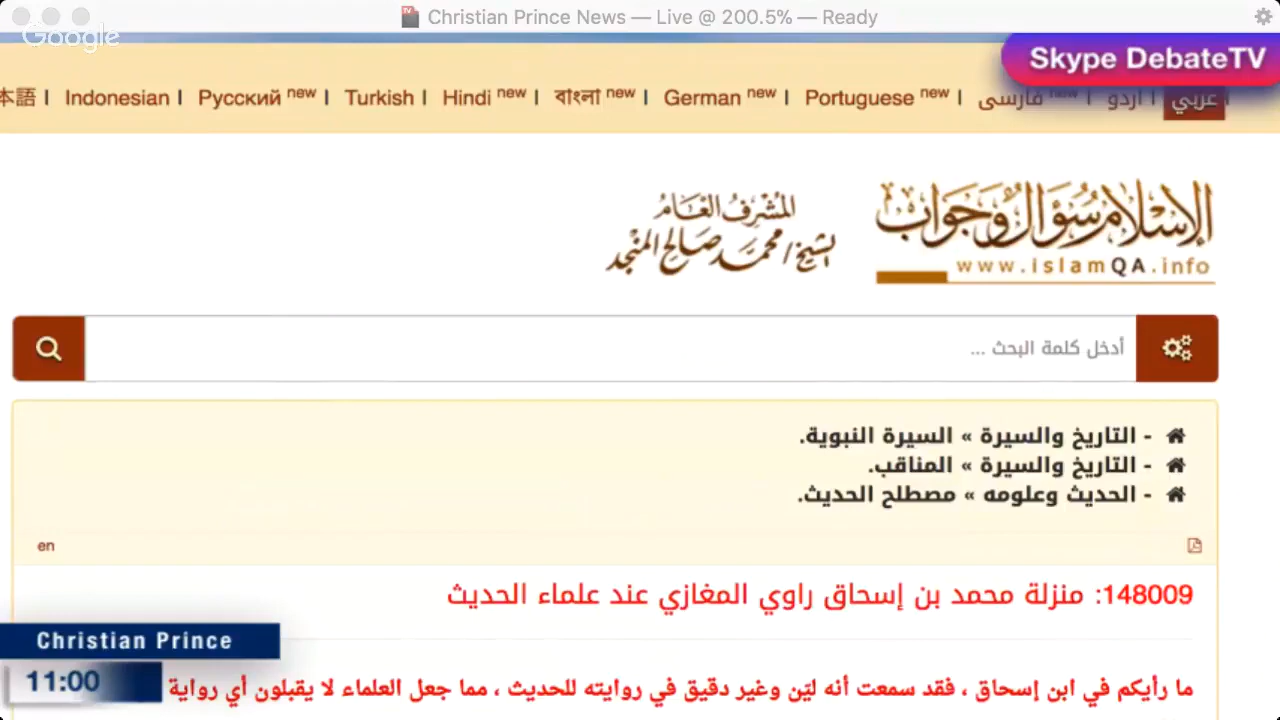 Christian Prince News — Live @ 200.5% — Ready
Google
Skype DebateTV
本語 | Indonesian | Русский new | Turkish | Hindi new | বাংলা new | German new | Portuguese new | فارسی new | اردو | عربي
الإسلام سؤال وجواب
www.islamQA.info
المشرف العام
الشيخ/محمد صالح المنجد
أدخل كلمة البحث ...
- التاريخ والسيرة » السيرة النبوية.
- التاريخ والسيرة » المناقب.
- الحديث وعلومه » مصطلح الحديث.
en
148009: منزلة محمد بن إسحاق راوي المغازي عند علماء الحديث
Christian Prince
11:00
ما رأيكم في ابن إسحاق ، فقد سمعت أنه ليّن وغير دقيق في روايته للحديث ، مما جعل العلماء لا يقبلون أي رواية